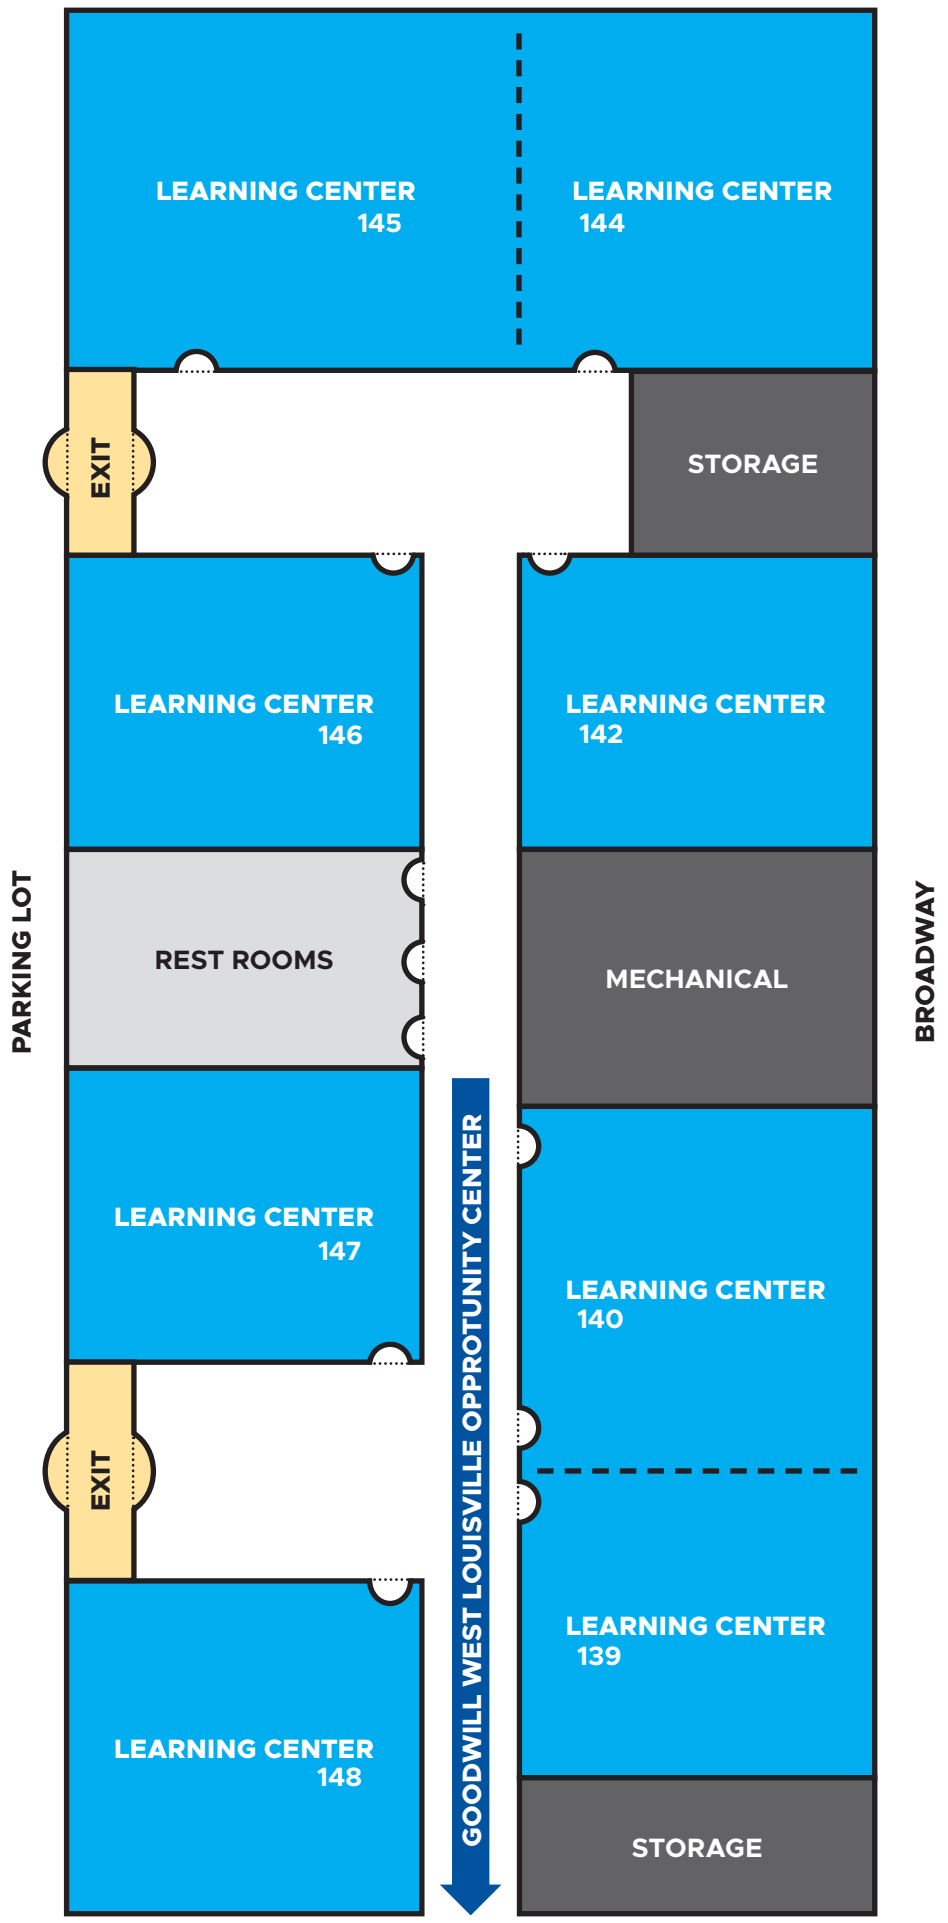 LEARNING CENTER
145
LEARNING CENTER
144
EXIT
STORAGE
LEARNING CENTER
146
LEARNING CENTER
142
PARKING LOT
REST ROOMS
MECHANICAL
BROADWAY
LEARNING CENTER
147
GOODWILL WEST LOUISVILLE OPPROTUNITY CENTER
LEARNING CENTER
140
EXIT
LEARNING CENTER
139
LEARNING CENTER
148
STORAGE